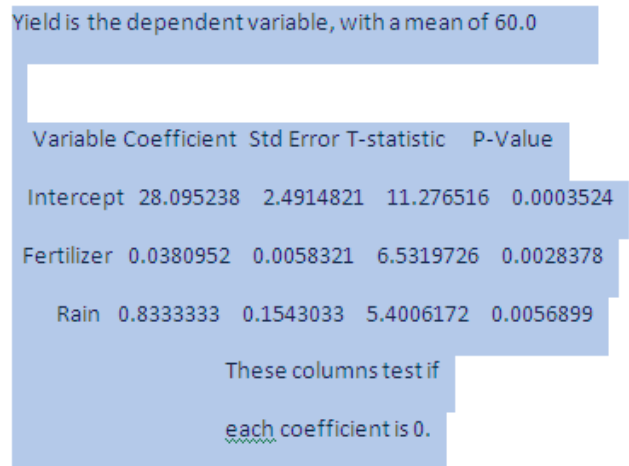 Yield is the dependent variable, with a mean of 60.0
Variable Coefficient Std Error T-statistic P-Value
Intercept 28.095238 2.4914821 11.276516 0.0003524
Fertilizer 0.0380952 0.0058321 6.5319726 0.0028378
Rain 0.8333333 0.1543033 5.4006172 0.0056899
These columns test if
each coefficient is 0.